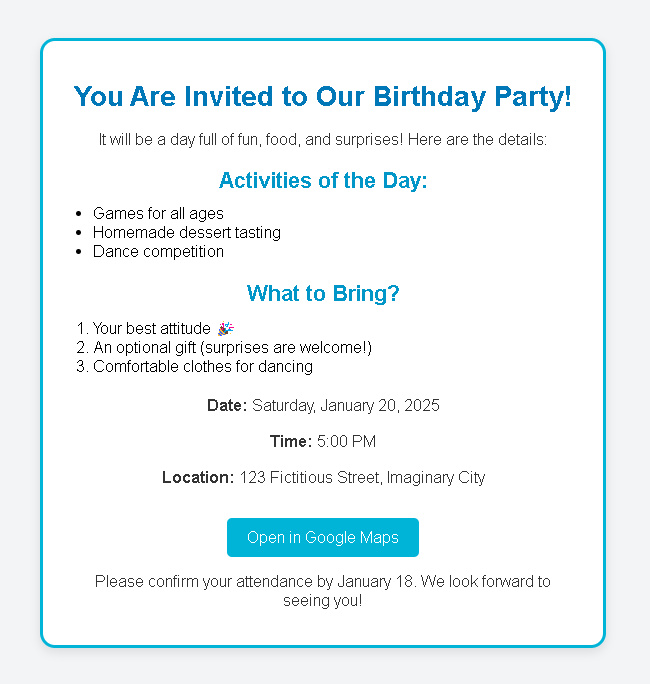 You Are Invited to Our Birthday Party!
It will be a day full of fun, food, and surprises! Here are the details:
Activities of the Day:
• Games for all ages
• Homemade dessert tasting
• Dance competition
What to Bring?
1. Your best attitude 🎉
2. An optional gift (surprises are welcome!)
3. Comfortable clothes for dancing
Date: Saturday, January 20, 2025
Time: 5:00 PM
Location: 123 Fictitious Street, Imaginary City
Open in Google Maps
Please confirm your attendance by January 18. We look forward to
seeing you!